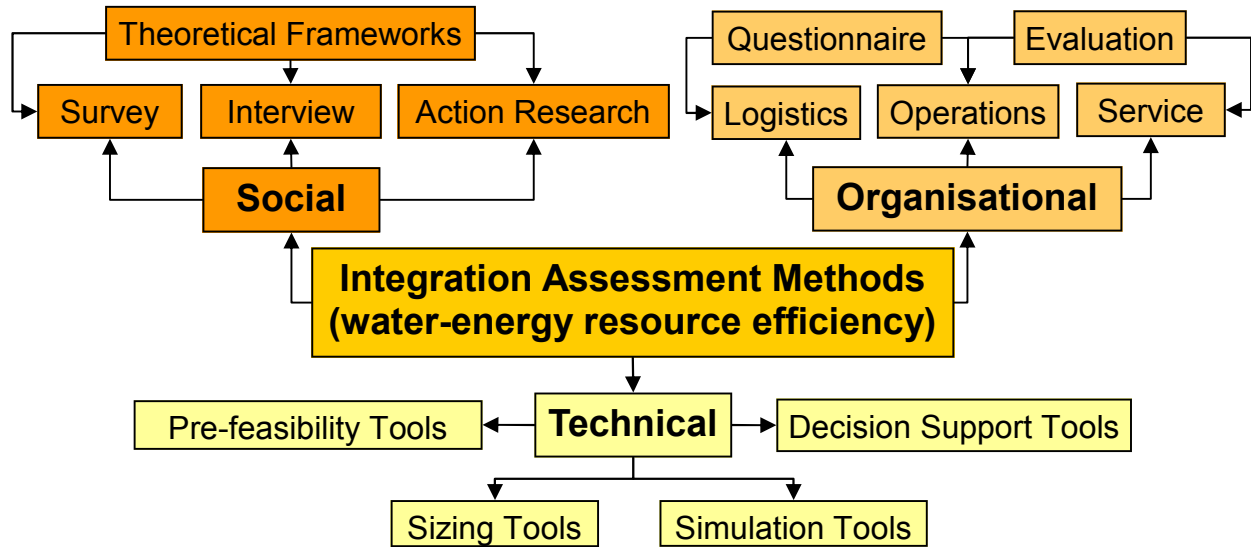 Theoretical Frameworks
Questionnaire
Evaluation
Survey
Interview
Action Research
Logistics
Operations
Service
Social
Organisational
Integration Assessment Methods
(water-energy resource efficiency)
Pre-feasibility Tools
Technical
Decision Support Tools
Sizing Tools
Simulation Tools